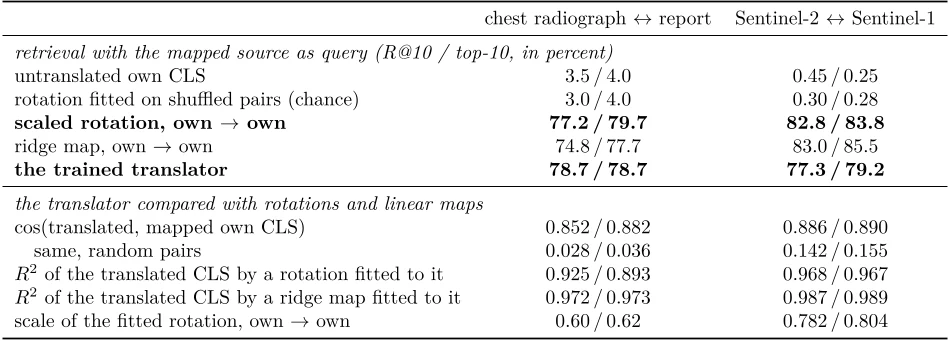 chest radiograph ↔ report Sentinel-2 ↔ Sentinel-1
retrieval with the mapped source as query (R@10 / top-10, in percent)
untranslated own CLS 3.5 / 4.0 0.45 / 0.25
rotation fitted on shuffled pairs (chance) 3.0 / 4.0 0.30 / 0.28
scaled rotation, own → own 77.2 / 79.7 82.8 / 83.8
ridge map, own → own 74.8 / 77.7 83.0 / 85.5
the trained translator 78.7 / 78.7 77.3 / 79.2
the translator compared with rotations and linear maps
cos(translated, mapped own CLS) 0.852 / 0.882 0.886 / 0.890
same, random pairs 0.028 / 0.036 0.142 / 0.155
R² of the translated CLS by a rotation fitted to it 0.925 / 0.893 0.968 / 0.967
R² of the translated CLS by a ridge map fitted to it 0.972 / 0.973 0.987 / 0.989
scale of the fitted rotation, own → own 0.60 / 0.62 0.782 / 0.804